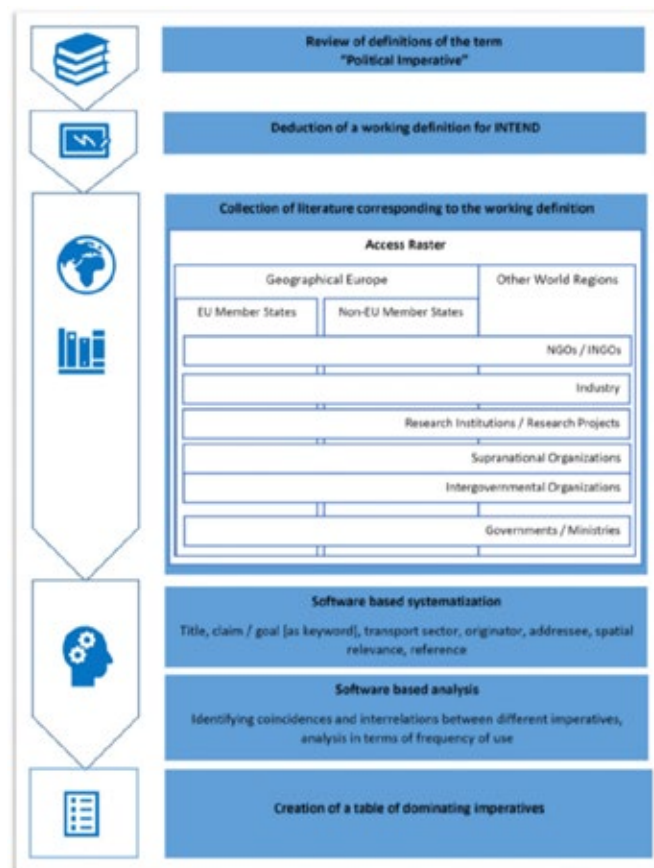 Review of definitions of the term
"Political Imperative"
Deduction of a working definition for INTEND
Collection of literature corresponding to the working definition
Access Raster
Geographical Europe
Other World Regions
EU Member States
Non-EU Member States
NGOs / INGOs
Industry
Research Institutions / Research Projects
Supranational Organizations
Intergovernmental Organizations
Governments / Ministries
Software based systematization
Title, claim / goal [as keyword], transport sector, originator, addressee, spatial
relevance, reference
Software based analysis
Identifying coincidences and interrelations between different imperatives,
analysis in terms of frequency of use
Creation of a table of dominating imperatives